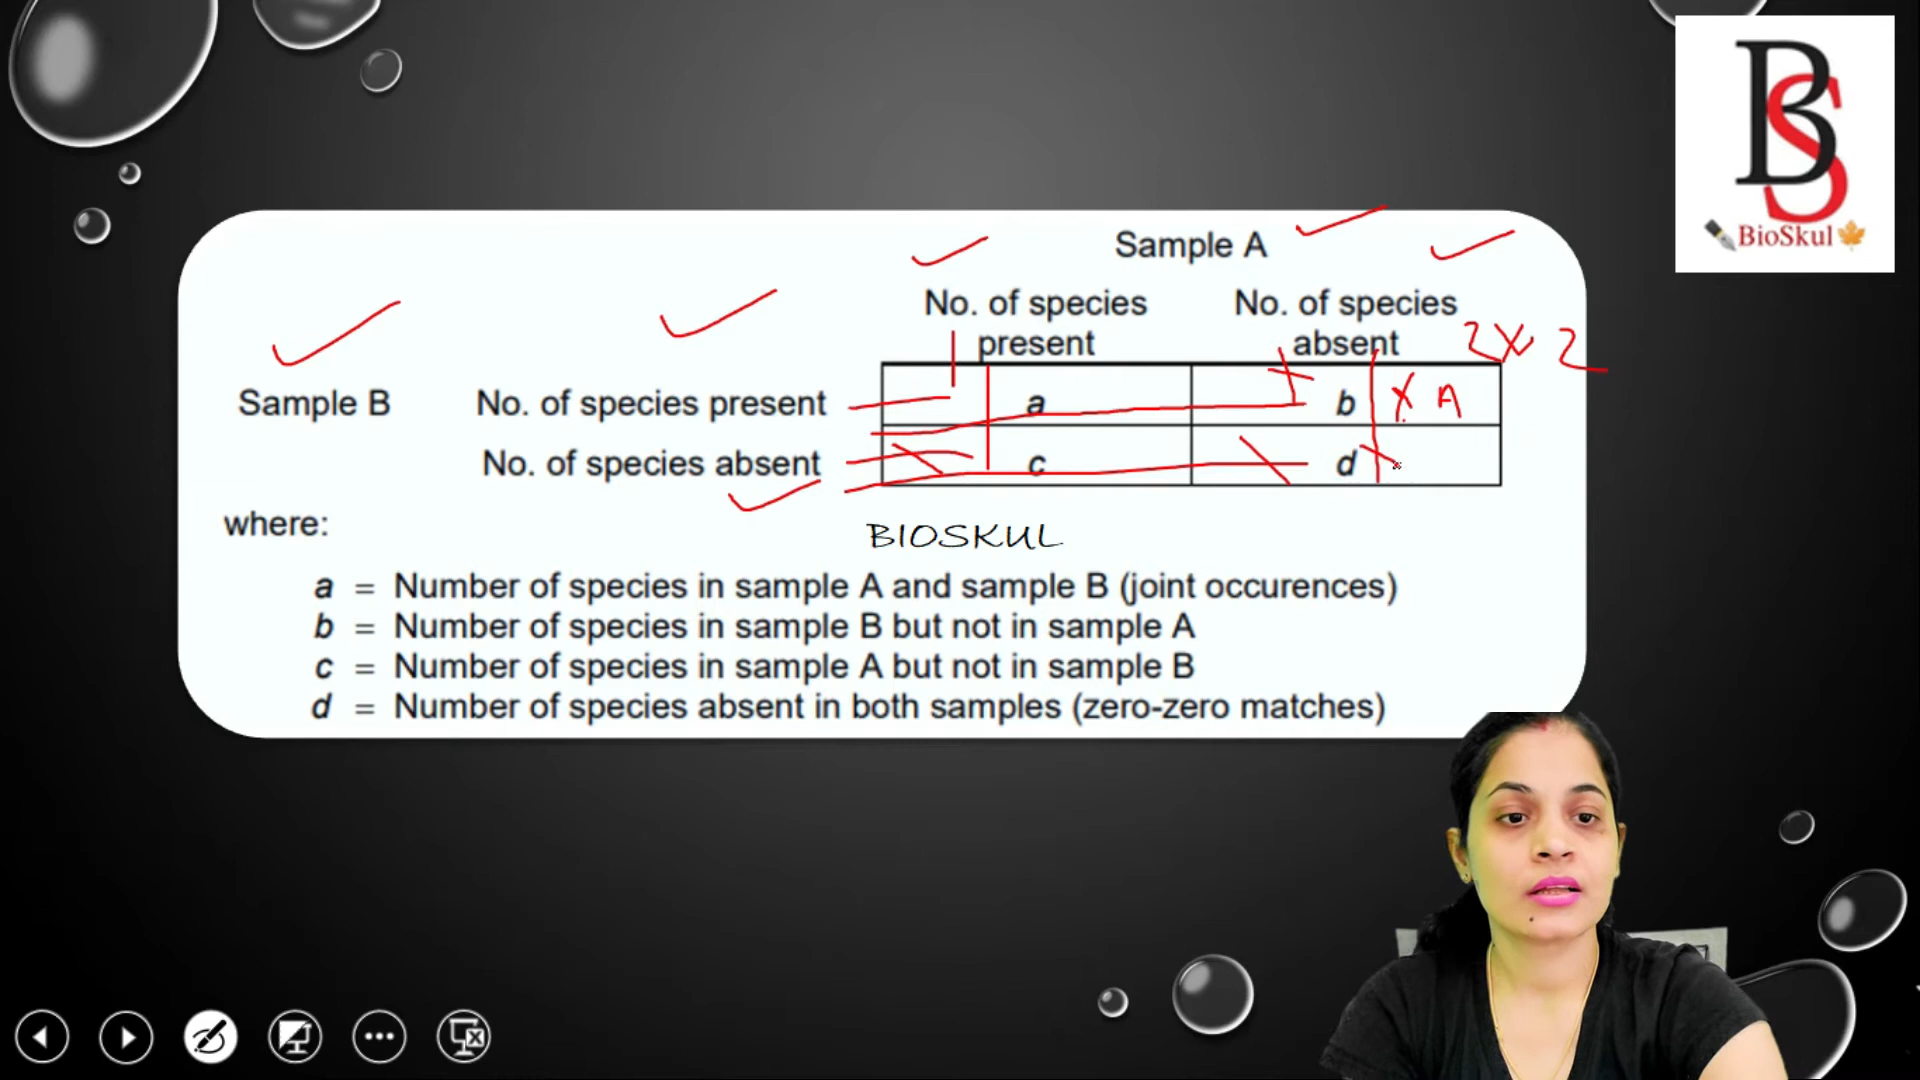 BS
BioSkul
Sample A
No. of species present
No. of species absent
2x2
Sample B
No. of species present
a
b
X A
No. of species absent
c
d
where:
BIOSKUL
a = Number of species in sample A and sample B (joint occurences)
b = Number of species in sample B but not in sample A
c = Number of species in sample A but not in sample B
d = Number of species absent in both samples (zero-zero matches)